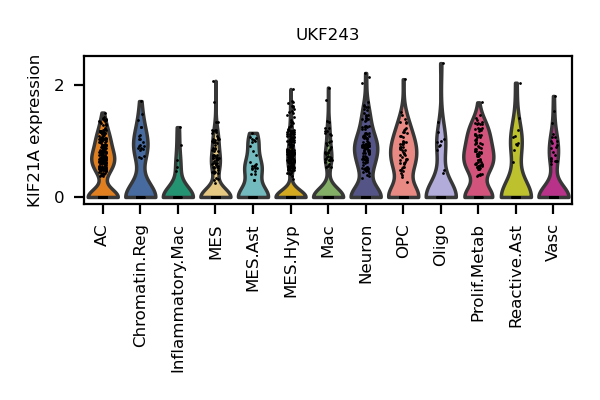 UKF243
KIF21A expression
2
0
AC
Chromatin.Reg
Inflammatory.Mac
MES
MES.Ast
MES.Hyp
Mac
Neuron
OPC
Oligo
Prolif.Metab
Reactive.Ast
Vasc